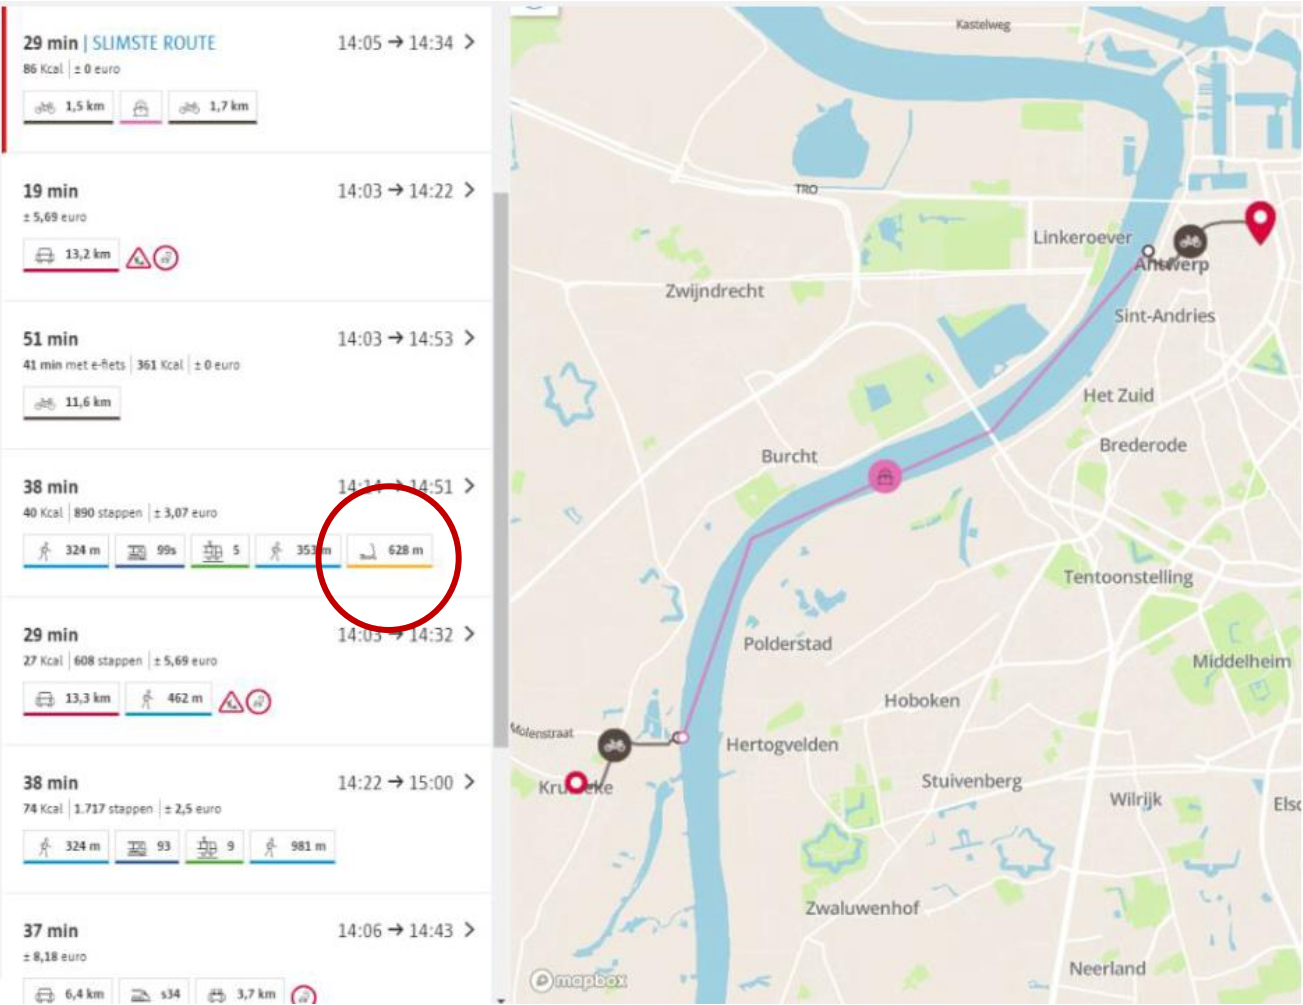 29 min | SLIMSTE ROUTE 14:05 → 14:34
86 Kcal | ± 0 euro
1,5 km 1,7 km
19 min 14:03 → 14:22
± 5,69 euro
13,2 km
51 min 14:03 → 14:53
41 min met e-fiets | 361 Kcal | ± 0 euro
11,6 km
38 min 14:14 → 14:51
40 Kcal | 890 stappen | ± 3,07 euro
324 m 99s 5 353 m 628 m
29 min 14:03 → 14:32
27 Kcal | 608 stappen | ± 5,69 euro
13,3 km 462 m
38 min 14:22 → 15:00
74 Kcal | 1.717 stappen | ± 2,5 euro
324 m 93 9 981 m
37 min 14:06 → 14:43
± 8,18 euro
6,4 km s34 3,7 km
Kastelweg
TRO
Linkeroever
Antwerp
Zwijndrecht
Sint-Andries
Het Zuid
Brederode
Burcht
Tentoonstelling
Polderstad
Middelheim
Hoboken
Molenstraat
Hertogvelden
Stuivenberg
Wilrijk
Zwaluwenhof
Neerland
mapbox